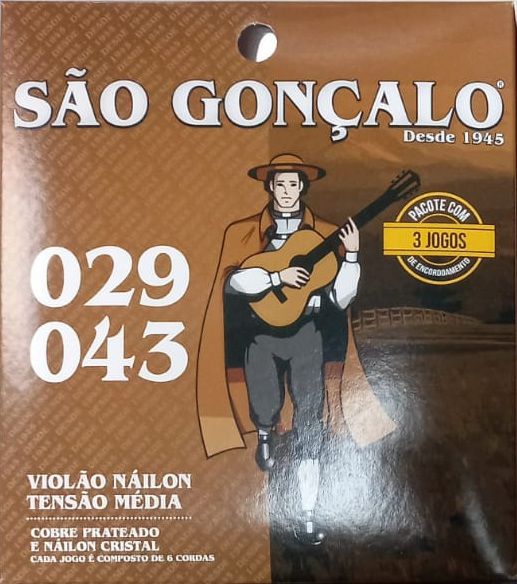 SÃO GONÇALO®
Desde 1945
PACOTE COM
3 JOGOS
DE ENCORDOAMENTO
029
043
VIOLÃO NÁILON
TENSÃO MÉDIA
COBRE PRATEADO
E NÁILON CRISTAL
CADA JOGO É COMPOSTO DE 6 CORDAS